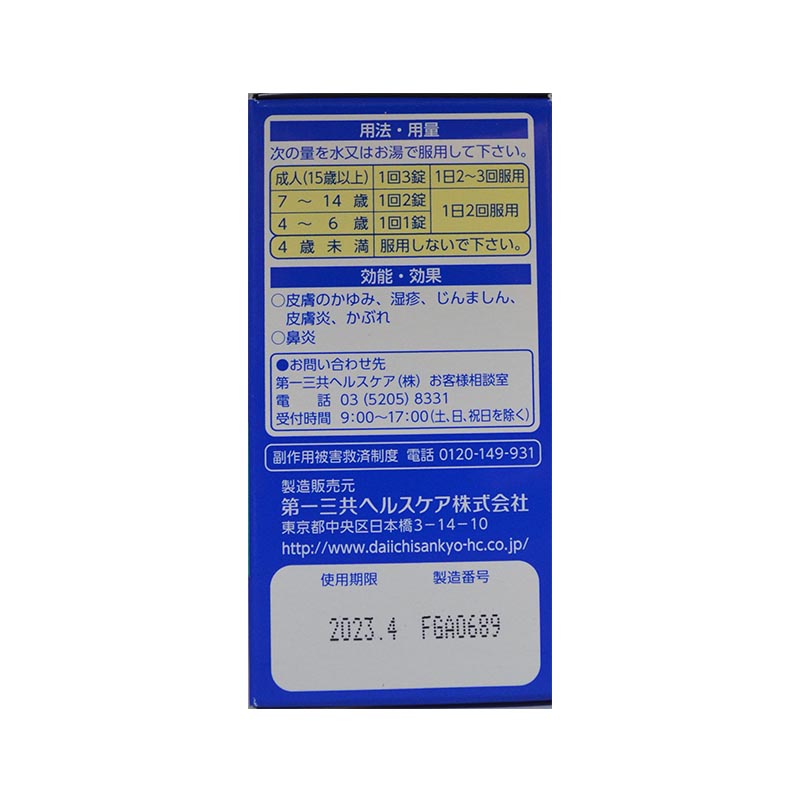 用法・用量
次の量を水又はお湯で服用して下さい。
成人(15歳以上) 1回3錠 1日2～3回服用
7 ～ 14 歳 1回2錠 1日2回服用
4 ～ 6 歳 1回1錠
4 歳 未 満 服用しないで下さい。
効能・効果
○皮膚のかゆみ、湿疹、じんましん、
皮膚炎、かぶれ
○鼻炎
●お問い合わせ先
第一三共ヘルスケア(株) お客様相談室
電 話 03 (5205) 8331
受付時間 9:00～17:00(土、日、祝日を除く)
副作用被害救済制度 電話 0120-149-931
製造販売元
第一三共ヘルスケア株式会社
東京都中央区日本橋3－14－10
http://www.daiichisankyo-hc.co.jp/
使用期限 製造番号
2023.4 FGA0689